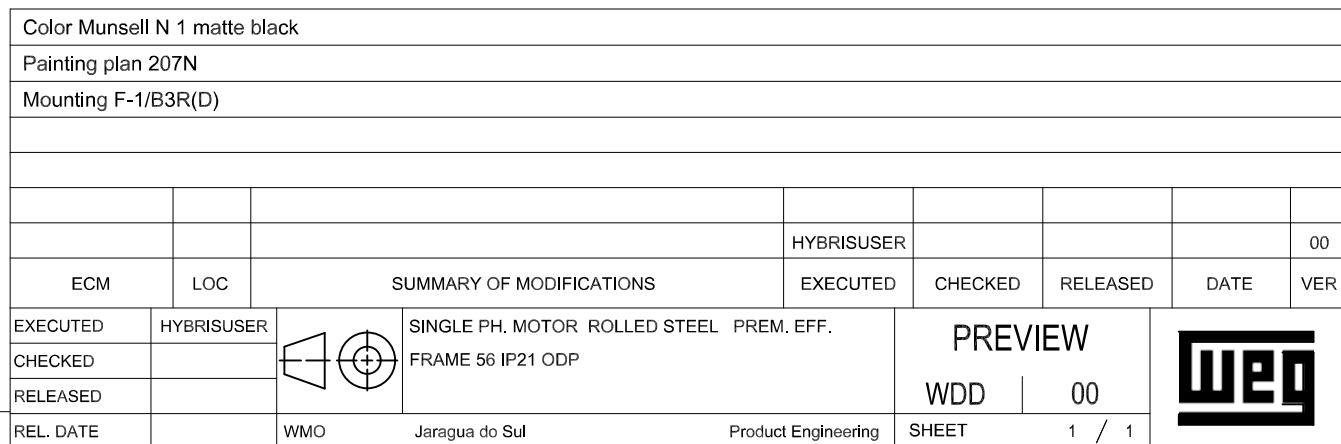 Color Munsell N 1 matte black
Painting plan 207N
Mounting F-1/B3R(D)
HYBRISUSER 00
ECM LOC SUMMARY OF MODIFICATIONS EXECUTED CHECKED RELEASED DATE VER
EXECUTED HYBRISUSER
CHECKED
RELEASED
REL. DATE
SINGLE PH. MOTOR ROLLED STEEL PREM. EFF.
FRAME 56 IP21 ODP
WMO Jaragua do Sul Product Engineering
PREVIEW
WDD 00
SHEET 1 / 1
weg